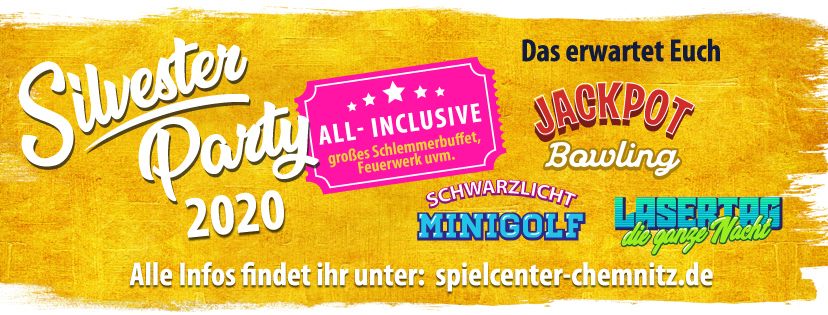 Silvester
Party
2020
ALL- INCLUSIVE
großes Schlemmerbuffet,
Feuerwerk uvm.
Das erwartet Euch
JACKPOT
Bowling
SCHWARZLICHT
MINIGOLF
LASERTAG
die ganze Nacht
Alle Infos findet ihr unter: spielcenter-chemnitz.de